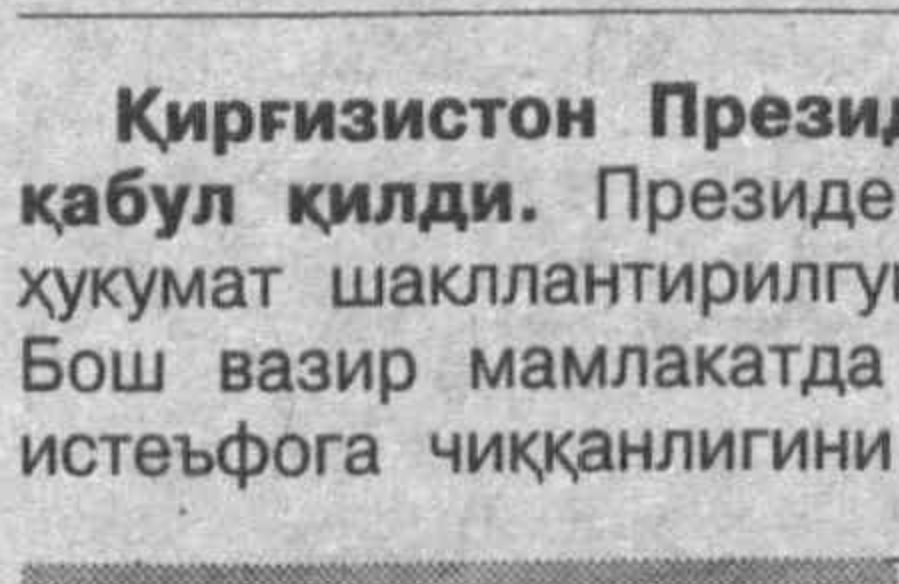 Қирғизистон Прези
қабул қилди. Президе
ҳукумат шакллантирилгу
Бош вазир мамлакатда
истеъфога чиққанлигини